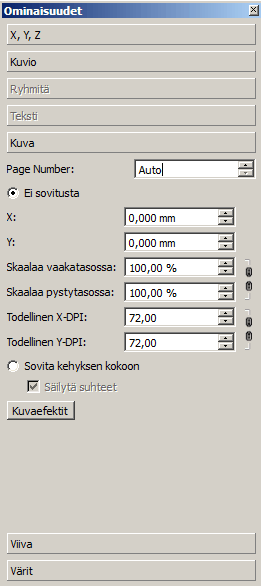 Ominaisuudet
X, Y, Z
Kuvio
Ryhmitä
Teksti
Kuva
Page Number: Auto
Ei sovitusta
X: 0,000 mm
Y: 0,000 mm
Skaalaa vaakatasossa: 100,00 %
Skaalaa pystytasossa: 100,00 %
Todellinen X-DPI: 72,00
Todellinen Y-DPI: 72,00
Sovita kehyksen kokoon
Säilytä suhteet
Kuvaefektit
Viiva
Värit